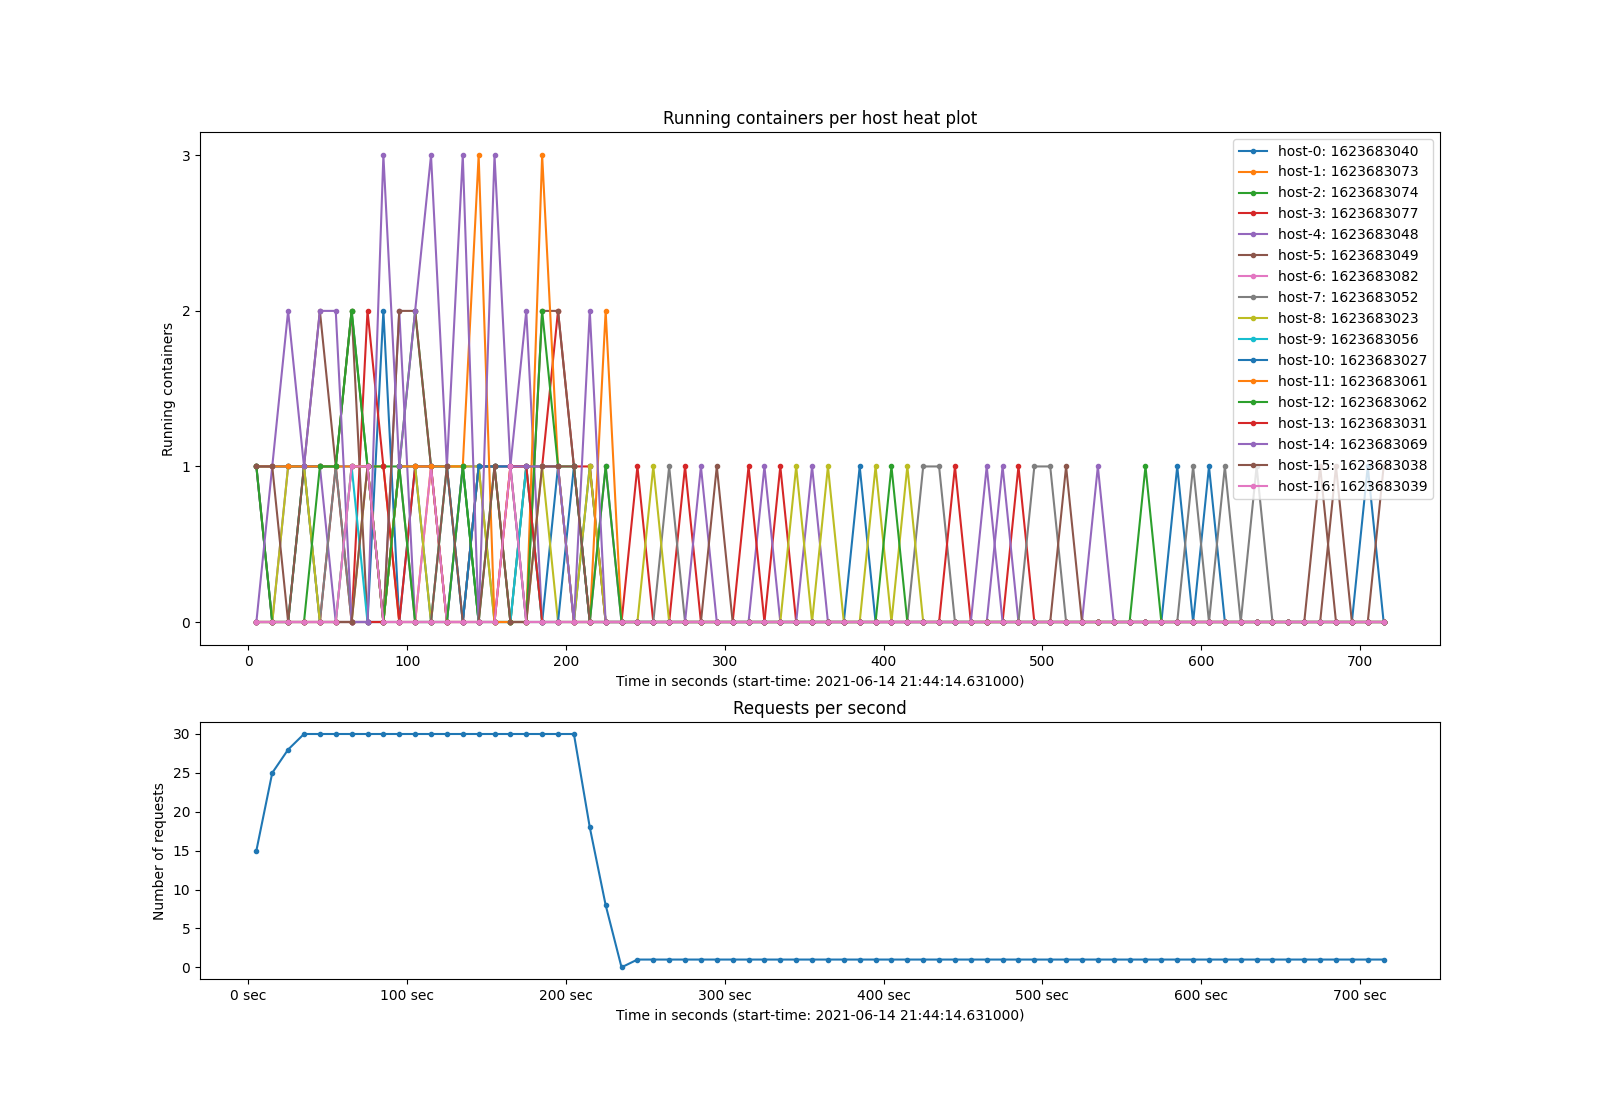 Running containers per host heat plot
3
2
1
0
Running containers
host-0: 1623683040
host-1: 1623683073
host-2: 1623683074
host-3: 1623683077
host-4: 1623683048
host-5: 1623683049
host-6: 1623683082
host-7: 1623683052
host-8: 1623683023
host-9: 1623683056
host-10: 1623683027
host-11: 1623683061
host-12: 1623683062
host-13: 1623683031
host-14: 1623683069
host-15: 1623683038
host-16: 1623683039
0 100 200 300 400 500 600 700
Time in seconds (start-time: 2021-06-14 21:44:14.631000)
Requests per second
30
25
20
15
10
5
0
Number of requests
0 sec 100 sec 200 sec 300 sec 400 sec 500 sec 600 sec 700 sec
Time in seconds (start-time: 2021-06-14 21:44:14.631000)